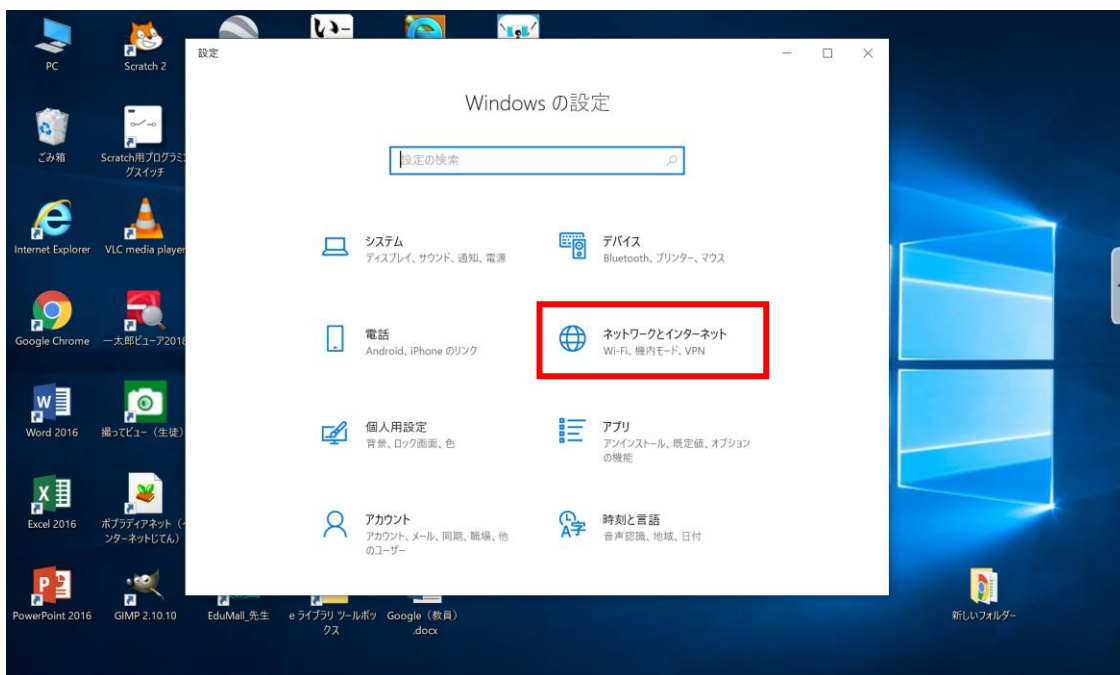 いー
PC
Scratch 2
設定
Windows の設定
設定の検索
ごみ箱
Scratch用プログラミ
グスイッチ
システム
ディスプレイ、サウンド、通知、電源
デバイス
Bluetooth、プリンター、マウス
Internet Explorer
VLC media player
電話
Android、iPhone のリンク
ネットワークとインターネット
Wi-Fi、機内モード、VPN
Google Chrome
一太郎ビューア2018
個人用設定
背景、ロック画面、色
アプリ
アンインストール、既定値、オプション
の機能
Word 2016
撮ってビュー（生徒）
アカウント
アカウント、メール、同期、職場、他
のユーザー
時刻と言語
音声認識、地域、日付
Excel 2016
ポプラディアネット（イ
ンターネットじてん）
PowerPoint 2016
GIMP 2.10.10
EduMall_先生
e ライブラリ ツールボッ
クス
Google（教員）
.docx
新しいフォルダー